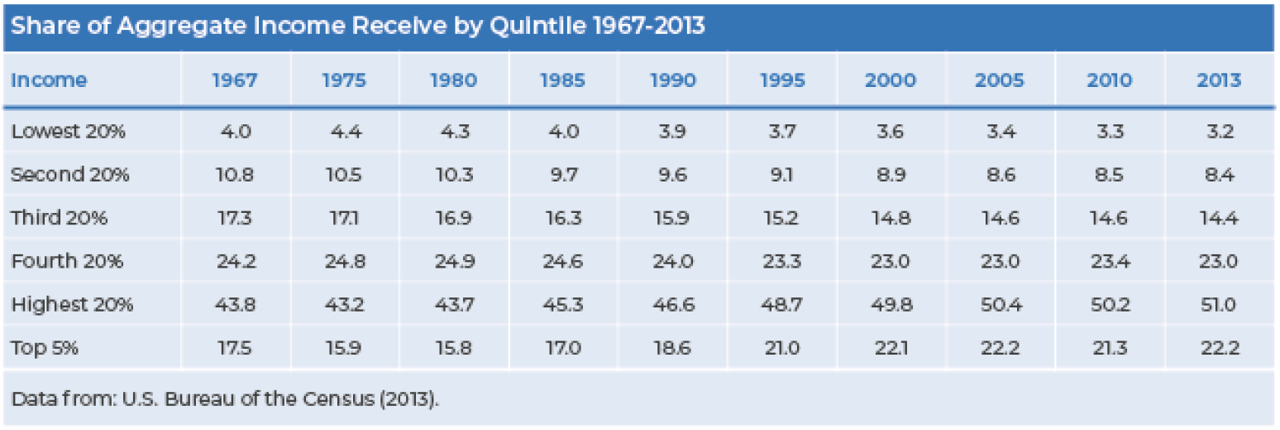 Share of Aggregate Income Receive by Quintile 1967-2013
Income 1967 1975 1980 1985 1990 1995 2000 2005 2010 2013
Lowest 20% 4.0 4.4 4.3 4.0 3.9 3.7 3.6 3.4 3.3 3.2
Second 20% 10.8 10.5 10.3 9.7 9.6 9.1 8.9 8.6 8.5 8.4
Third 20% 17.3 17.1 16.9 16.3 15.9 15.2 14.8 14.6 14.6 14.4
Fourth 20% 24.2 24.8 24.9 24.6 24.0 23.3 23.0 23.0 23.4 23.0
Highest 20% 43.8 43.2 43.7 45.3 46.6 48.7 49.8 50.4 50.2 51.0
Top 5% 17.5 15.9 15.8 17.0 18.6 21.0 22.1 22.2 21.3 22.2
Data from: U.S. Bureau of the Census (2013).